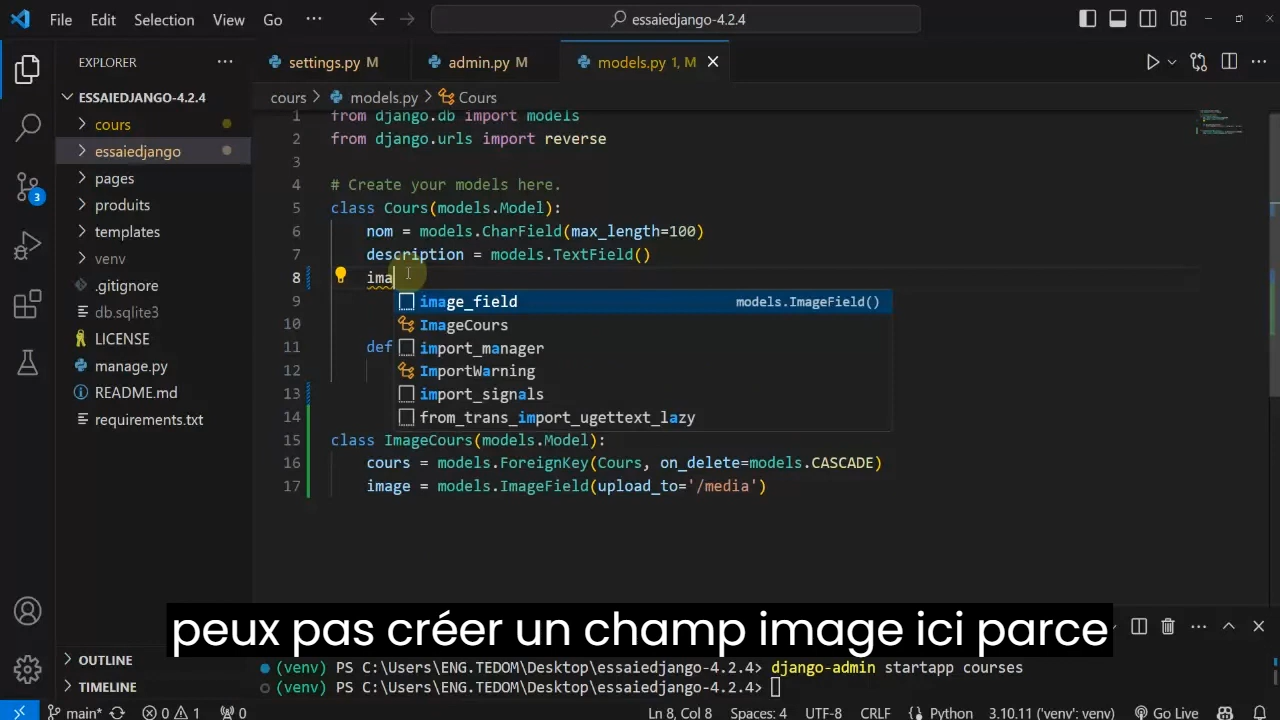 File Edit Selection View Go ··· essaiedjango-4.2.4
EXPLORER ···
settings.py M admin.py M models.py 1, M
ESSAIEDJANGO-4.2.4
cours > models.py > Cours
cours
essaiedjango
pages
produits
templates
venv
.gitignore
db.sqlite3
LICENSE
manage.py
README.md
requirements.txt
OUTLINE
TIMELINE
3
1 from django.db import models
2 from django.urls import reverse
3
4 # Create your models here.
5 class Cours(models.Model):
6 nom = models.CharField(max_length=100)
7 description = models.TextField()
8 ima
9
10
11 def
12
13
14
15 class ImageCours(models.Model):
16 cours = models.ForeignKey(Cours, on_delete=models.CASCADE)
17 image = models.ImageField(upload_to='/media')
image_field models.ImageField()
ImageCours
import_manager
ImportWarning
import_signals
from_trans_import_ugettext_lazy
peux pas créer un champ image ici parce
(venv) PS C:\Users\ENG.TEDOM\Desktop\essaiedjango-4.2.4> django-admin startapp courses
(venv) PS C:\Users\ENG.TEDOM\Desktop\essaiedjango-4.2.4>
main* 0 1 0 Ln 8, Col 8 Spaces: 4 UTF-8 CRLF Python 3.10.11 ('venv': venv) Go Live